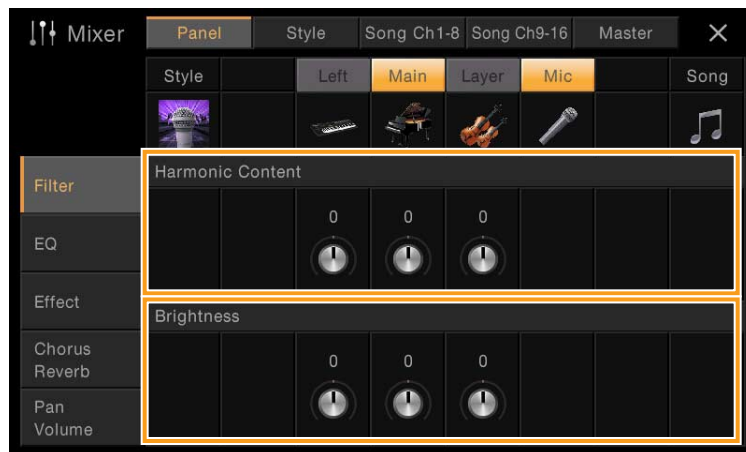 Mixer
Panel Style Song Ch1-8 Song Ch9-16 Master
Style Left Main Layer Mic Song
Filter
Harmonic Content
0 0 0
EQ
Effect
Brightness
Chorus
Reverb
0 0 0
Pan
Volume